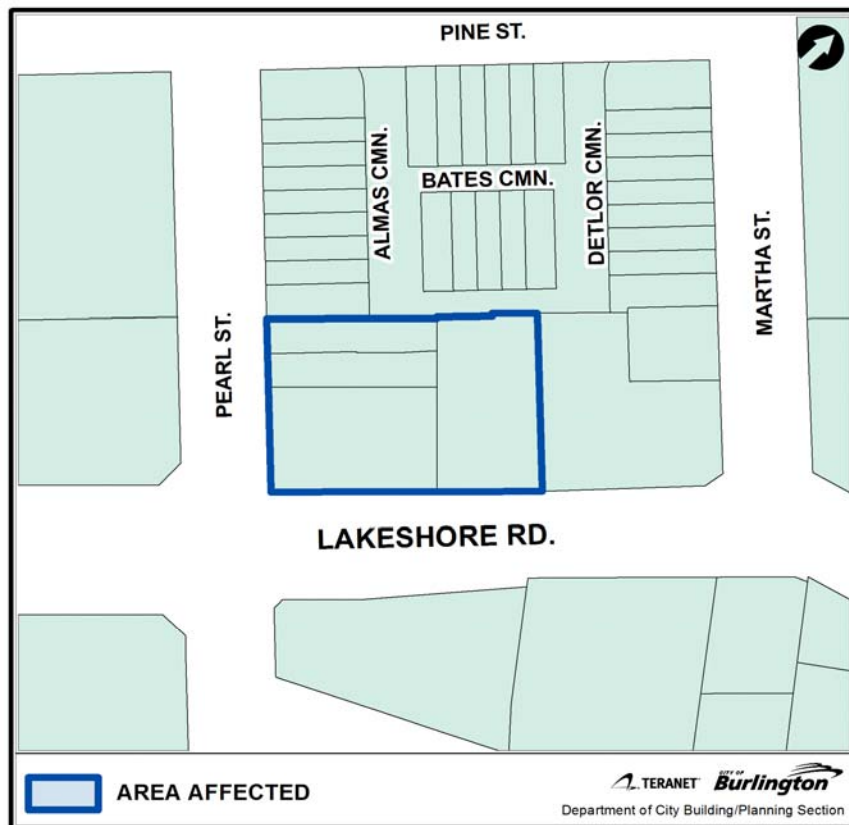 PINE ST.
ALMAS CMN.
BATES CMN.
DETLOR CMN.
MARTHA ST.
PEARL ST.
LAKESHORE RD.
AREA AFFECTED
TERANET
CITY OF
Burlington
Department of City Building/Planning Section